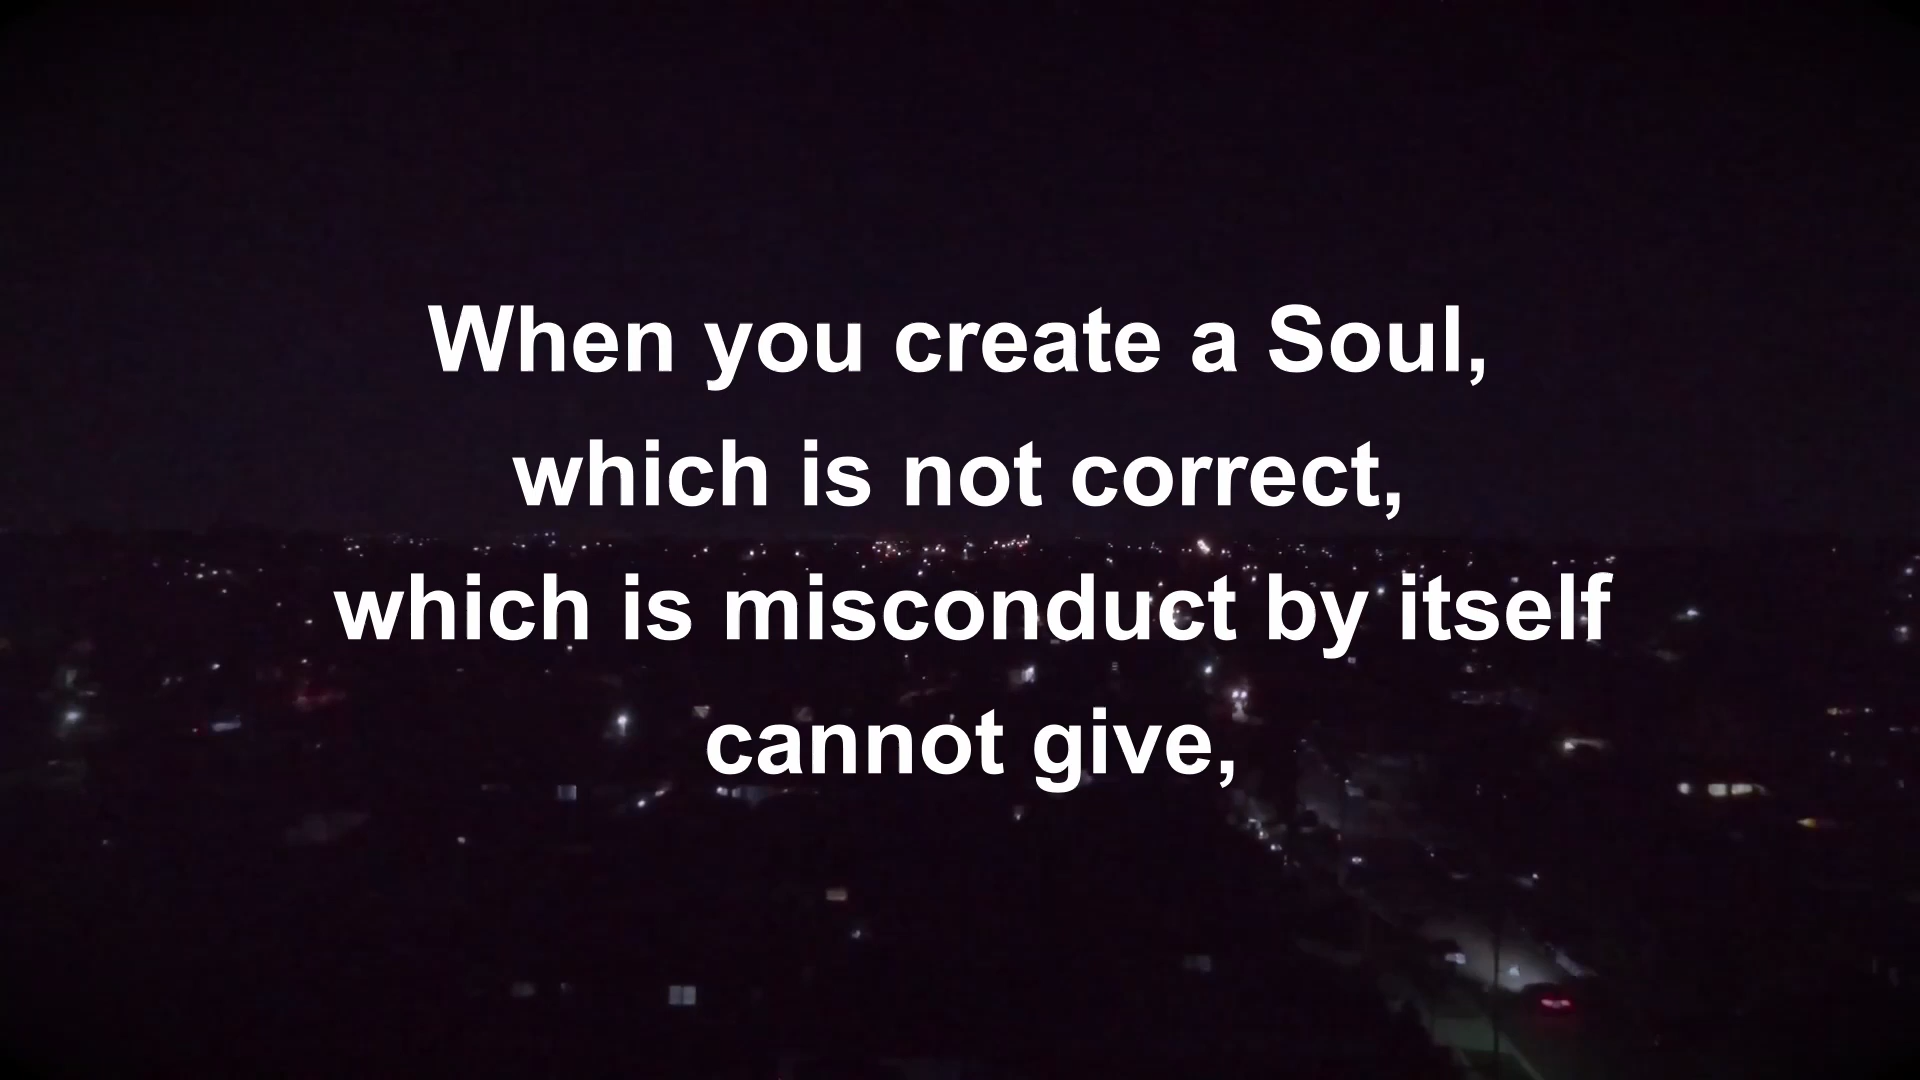 When you create a Soul,
which is not correct,
which is misconduct by itself
cannot give,